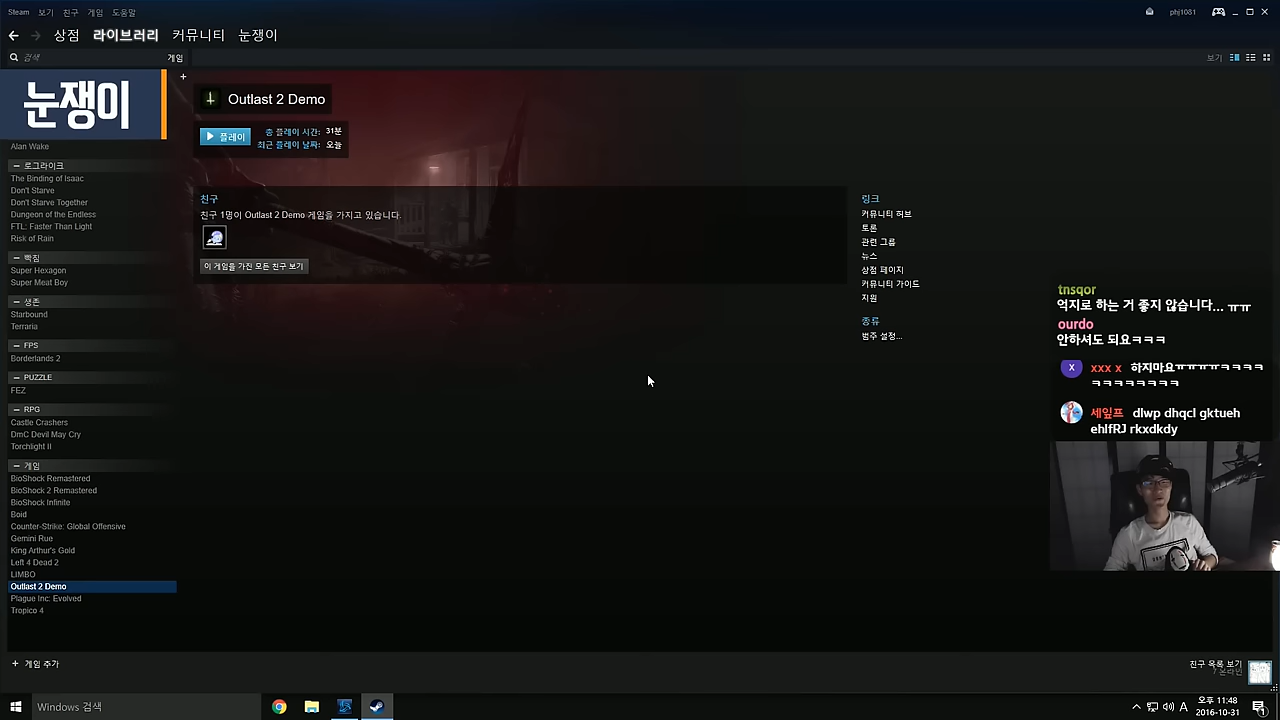 Steam 보기 친구 게임 도움말
phj1081
상점 라이브러리 커뮤니티 눈쟁이
검색 게임
보기
눈쟁이
Outlast 2 Demo
플레이
총 플레이 시간: 31분
최근 플레이 날짜: 오늘
친구
친구 1명이 Outlast 2 Demo 게임을 가지고 있습니다.
이 게임을 가진 모든 친구 보기
링크
커뮤니티 허브
토론
관련 그룹
뉴스
상점 페이지
커뮤니티 가이드
지원
종류
범주 설정...
Alan Wake
로그라이크
The Binding of Isaac
Don't Starve
Don't Starve Together
Dungeon of the Endless
FTL: Faster Than Light
Risk of Rain
빡침
Super Hexagon
Super Meat Boy
생존
Starbound
Terraria
FPS
Borderlands 2
PUZZLE
FEZ
RPG
Castle Crashers
DmC Devil May Cry
Torchlight II
게임
BioShock Remastered
BioShock 2 Remastered
BioShock Infinite
Boid
Counter-Strike: Global Offensive
Gemini Rue
King Arthur's Gold
Left 4 Dead 2
LIMBO
Outlast 2 Demo
Plague Inc: Evolved
Tropico 4
tnsqor
억지로 하는 거 좋지 않습니다... ㅠㅠ
ourdo
안하셔도 되요ㅋㅋㅋ
X xxx x 하지마요ㅠㅠㅠㅠㅋㅋㅋㅋ
ㅋㅋㅋㅋㅋㅋㅋㅋ
세잎프 dlwp dhqcl gktueh
ehlfRJ rkxdkdy
+ 게임 추가
친구 목록 보기
7 온라인
Windows 검색
A 오후 11:48
2016-10-31
1